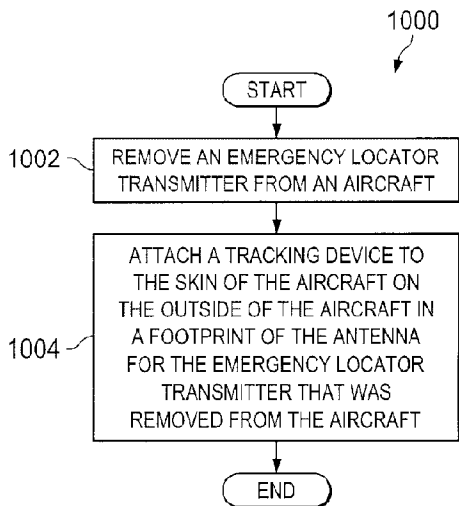 1000
START
1002
REMOVE AN EMERGENCY LOCATOR
TRANSMITTER FROM AN AIRCRAFT
1004
ATTACH A TRACKING DEVICE TO
THE SKIN OF THE AIRCRAFT ON
THE OUTSIDE OF THE AIRCRAFT IN
A FOOTPRINT OF THE ANTENNA
FOR THE EMERGENCY LOCATOR
TRANSMITTER THAT WAS
REMOVED FROM THE AIRCRAFT
END